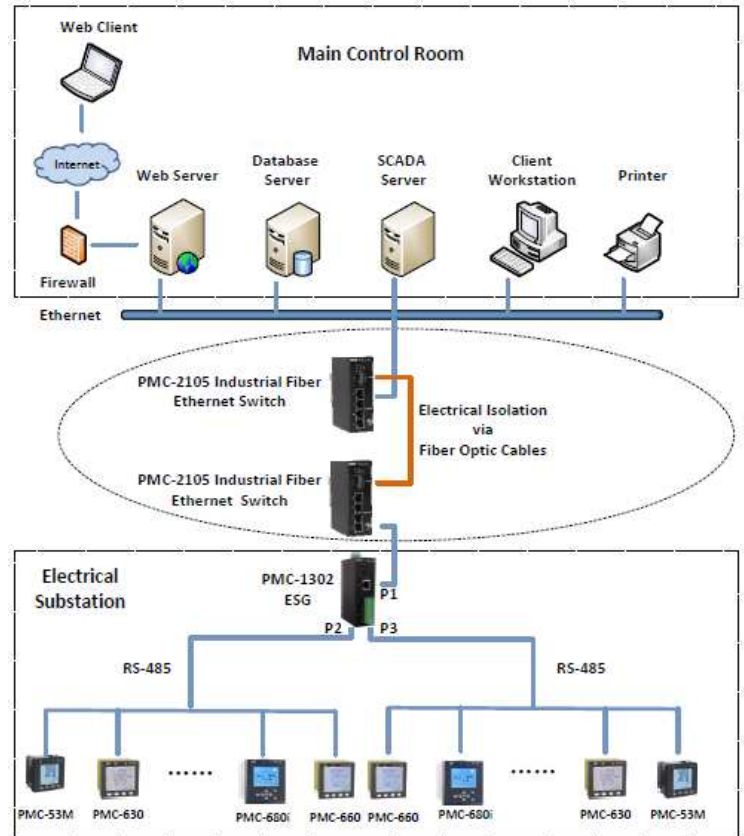 Web Client
Main Control Room
Internet
Web Server
Database
Server
SCADA
Server
Client
Workstation
Printer
Firewall
Ethernet
PMC-2105 Industrial Fiber
Ethernet Switch
Electrical Isolation
via
Fiber Optic Cables
PMC-2105 Industrial Fiber
Ethernet Switch
Electrical
Substation
PMC-1302
ESG
P1
P2
P3
RS-485
RS-485
......
......
PMC-53M
PMC-630
PMC-680i
PMC-660
PMC-660
PMC-680i
PMC-630
PMC-53M